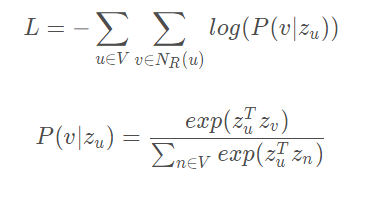 L = − ∑_{u∈V} ∑_{v∈N_R(u)} log(P(v|z_u))
P(v|z_u) = exp(z_u^T z_v) / ∑_{n∈V} exp(z_u^T z_n)